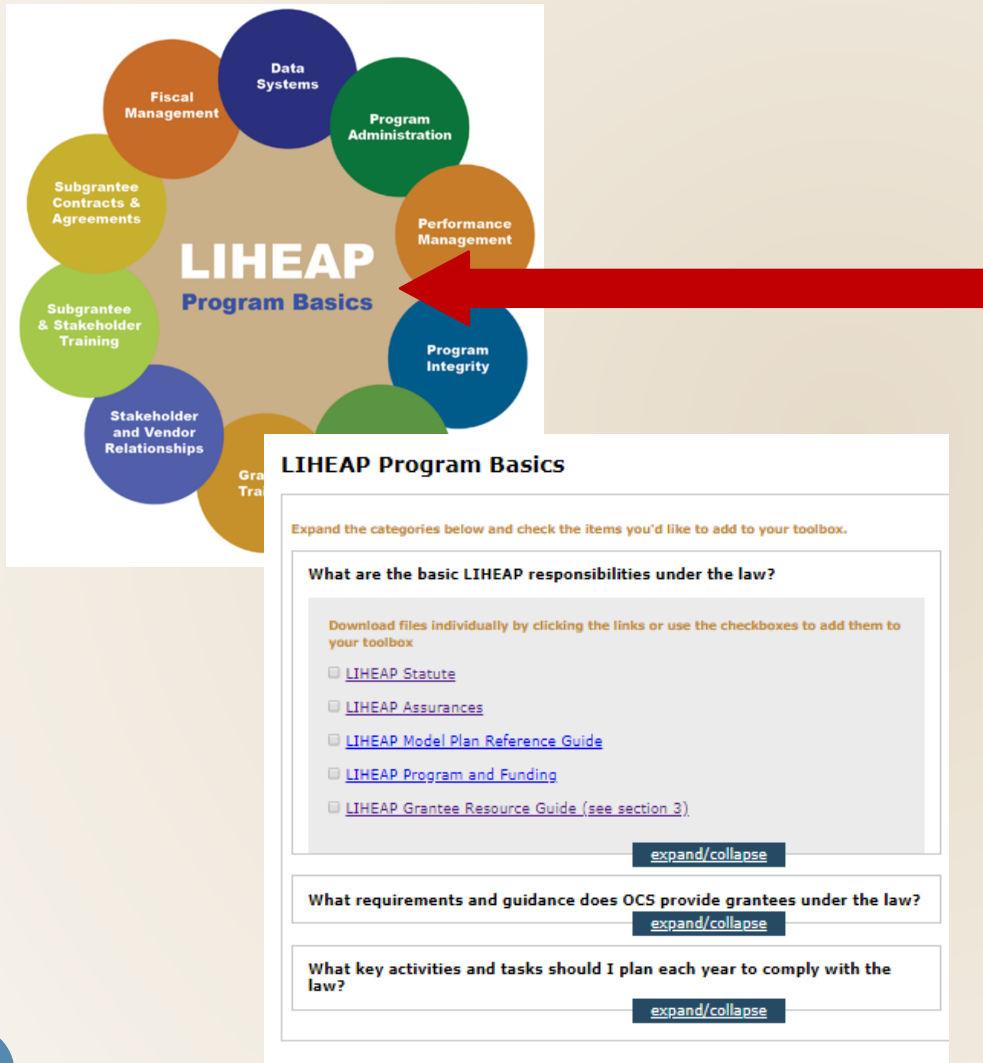 Data
Systems
Fiscal
Management
Program
Administration
Subgrantee
Contracts &
Agreements
Performance
Management
LIHEAP
Program Basics
Subgrantee
& Stakeholder
Training
Program
Integrity
Stakeholder
and Vendor
Relationships
Gra
Trai
LIHEAP Program Basics
Expand the categories below and check the items you'd like to add to your toolbox.
What are the basic LIHEAP responsibilities under the law?
Download files individually by clicking the links or use the checkboxes to add them to
your toolbox
LIHEAP Statute
LIHEAP Assurances
LIHEAP Model Plan Reference Guide
LIHEAP Program and Funding
LIHEAP Grantee Resource Guide (see section 3)
expand/collapse
What requirements and guidance does OCS provide grantees under the law?
expand/collapse
What key activities and tasks should I plan each year to comply with the
law?
expand/collapse